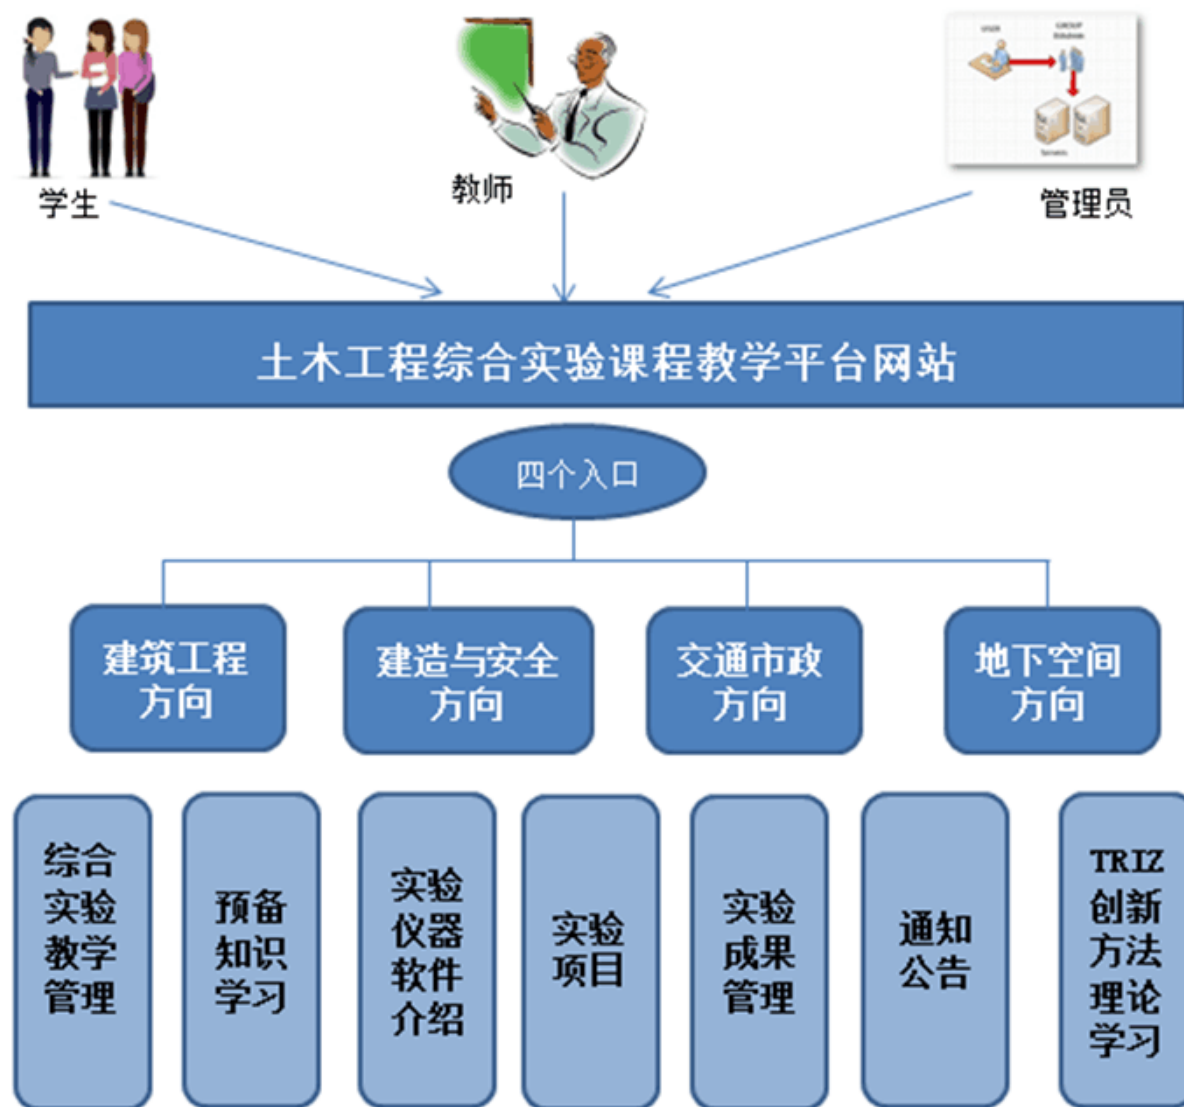 USER
GROUP
学生
教师
管理员
土木工程综合实验课程教学平台网站
四个入口
建筑工程
方向
建造与安全
方向
交通市政
方向
地下空间
方向
综合
实验
教学
管理
预备
知识
学习
实验
仪器
软件
介绍
实验
项目
实验
成果
管理
通知
公告
TRIZ
创新
方法
理论
学习